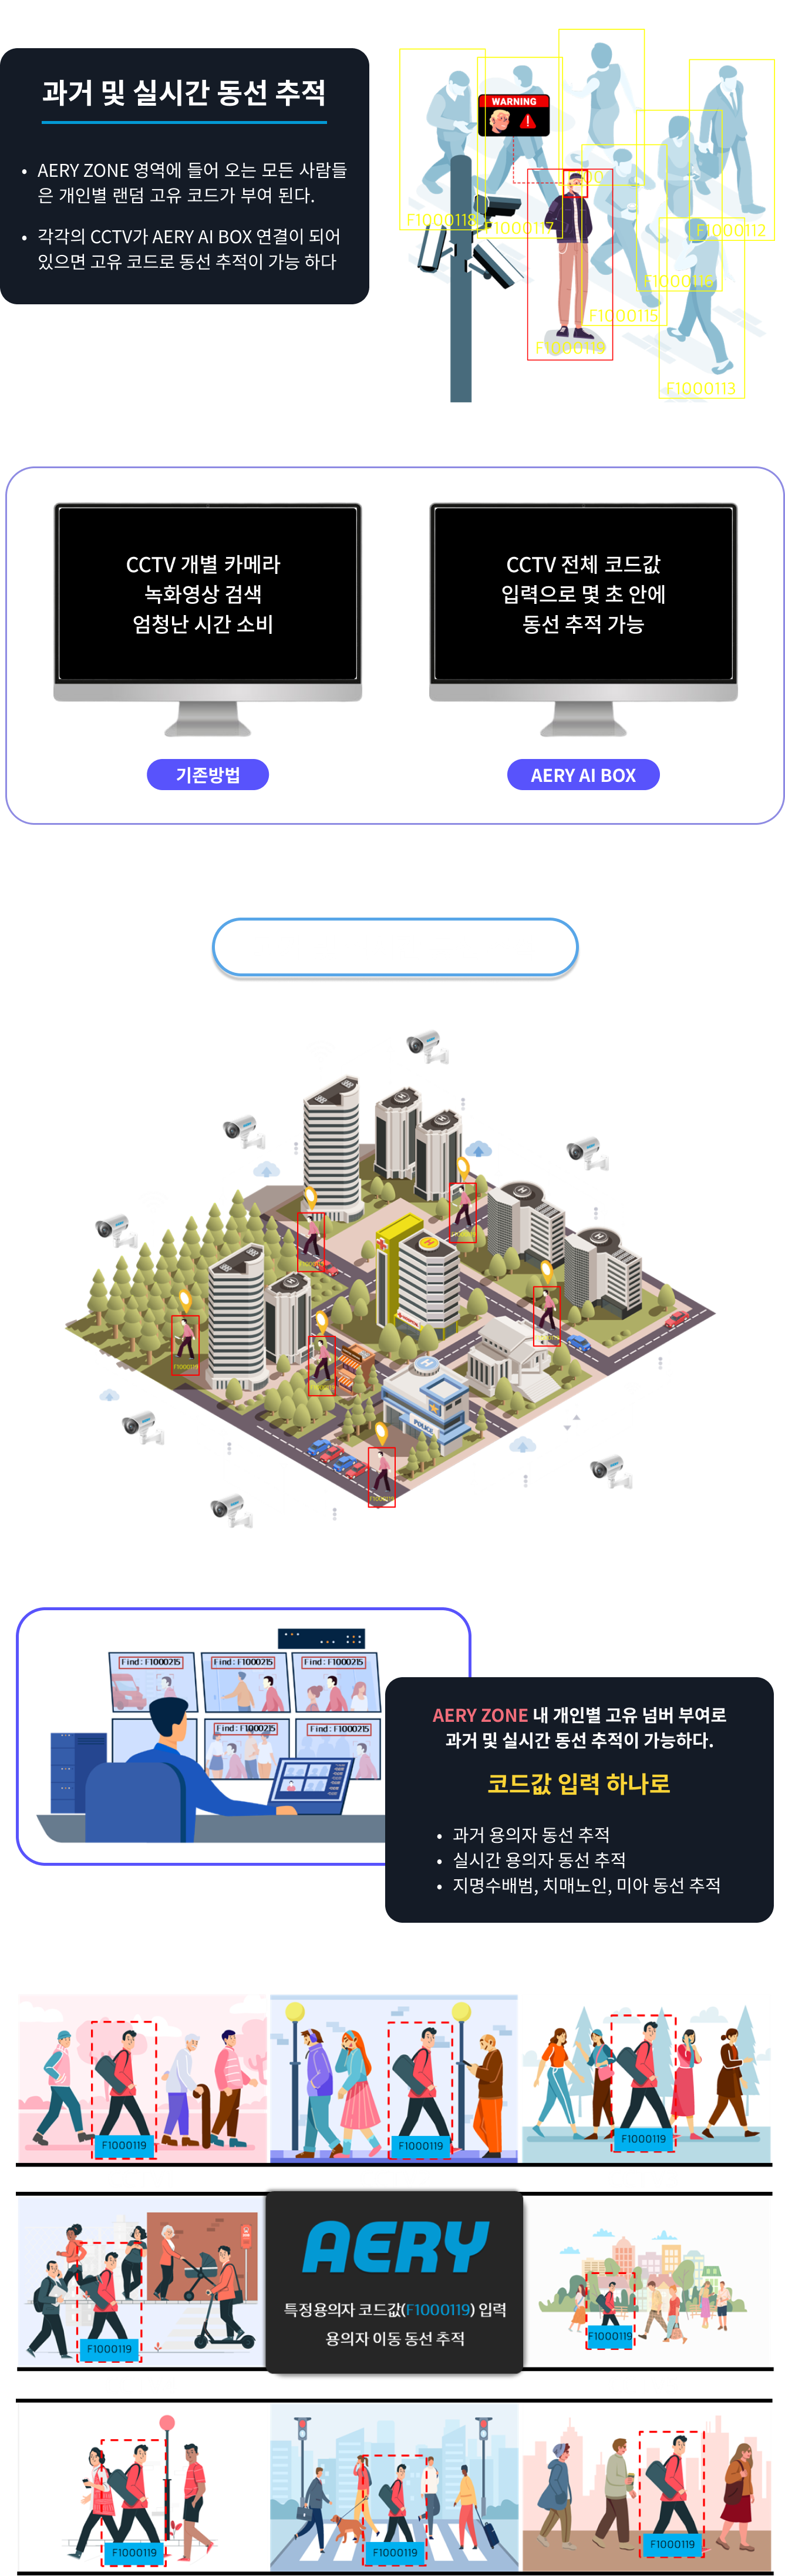 과거 및 실시간 동선 추적
• AERY ZONE 영역에 들어 오는 모든 사람들
은 개인별 랜덤 고유 코드가 부여 된다.
• 각각의 CCTV가 AERY AI BOX 연결이 되어
있으면 고유 코드로 동선 추적이 가능 하다
WARNING
F1000118
F1000117
F1000112
F1000116
F1000115
F1000119
F1000113
CCTV 개별 카메라
녹화영상 검색
엄청난 시간 소비
CCTV 전체 코드값
입력으로 몇 초 안에
동선 추적 가능
기존방법
AERY AI BOX
F1000119
POLICE
Find : F1000215
Find : F1000215
Find : F1000215
Find : F1000215
Find : F1000215
AERY ZONE 내 개인별 고유 넘버 부여로
과거 및 실시간 동선 추적이 가능하다.
코드값 입력 하나로
• 과거 용의자 동선 추적
• 실시간 용의자 동선 추적
• 지명수배범, 치매노인, 미아 동선 추적
F1000119
F1000119
F1000119
AERY
특정용의자 코드값(F1000119) 입력
용의자 이동 동선 추적
F1000119
F1000119
F1000119
F1000119
F1000119